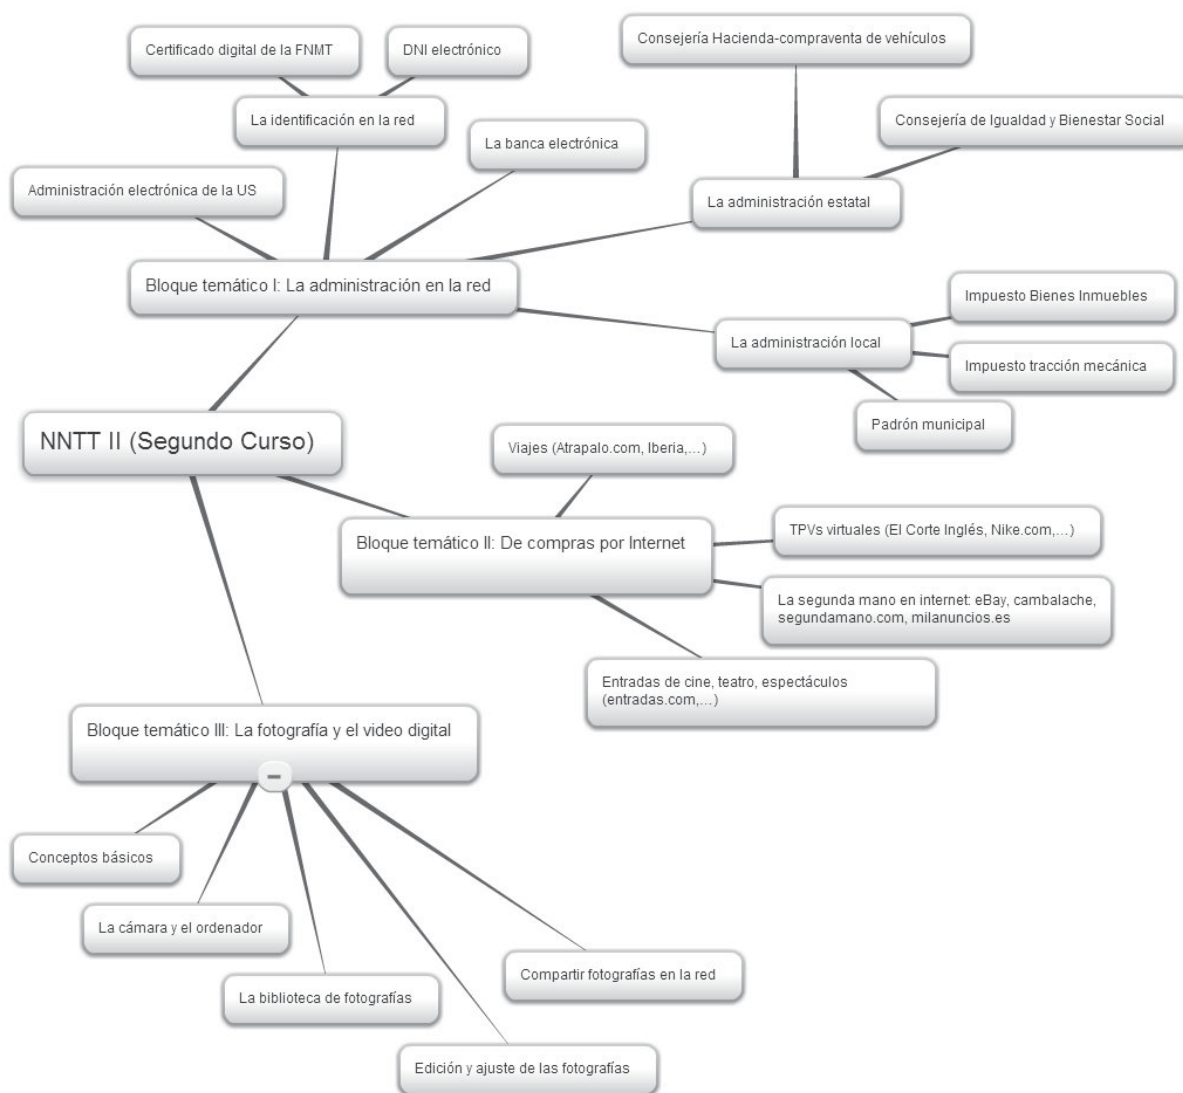 Consejería Hacienda-compraventa de vehículos
Certificado digital de la FNMT
DNI electrónico
La identificación en la red
Consejería de Igualdad y Bienestar Social
La banca electrónica
Administración electrónica de la US
La administración estatal
Bloque temático I: La administración en la red
Impuesto Bienes Inmuebles
La administración local
Impuesto tracción mecánica
Padrón municipal
NNTT II (Segundo Curso)
Viajes (Atrapalo.com, Iberia,...)
TPVs virtuales (El Corte Inglés, Nike.com,...)
Bloque temático II: De compras por Internet
La segunda mano en internet: eBay, cambalache,
segundamano.com, milanuncios.es
Entradas de cine, teatro, espectáculos
(entradas.com,...)
Bloque temático III: La fotografía y el video digital
Conceptos básicos
La cámara y el ordenador
Compartir fotografías en la red
La biblioteca de fotografías
Edición y ajuste de las fotografías